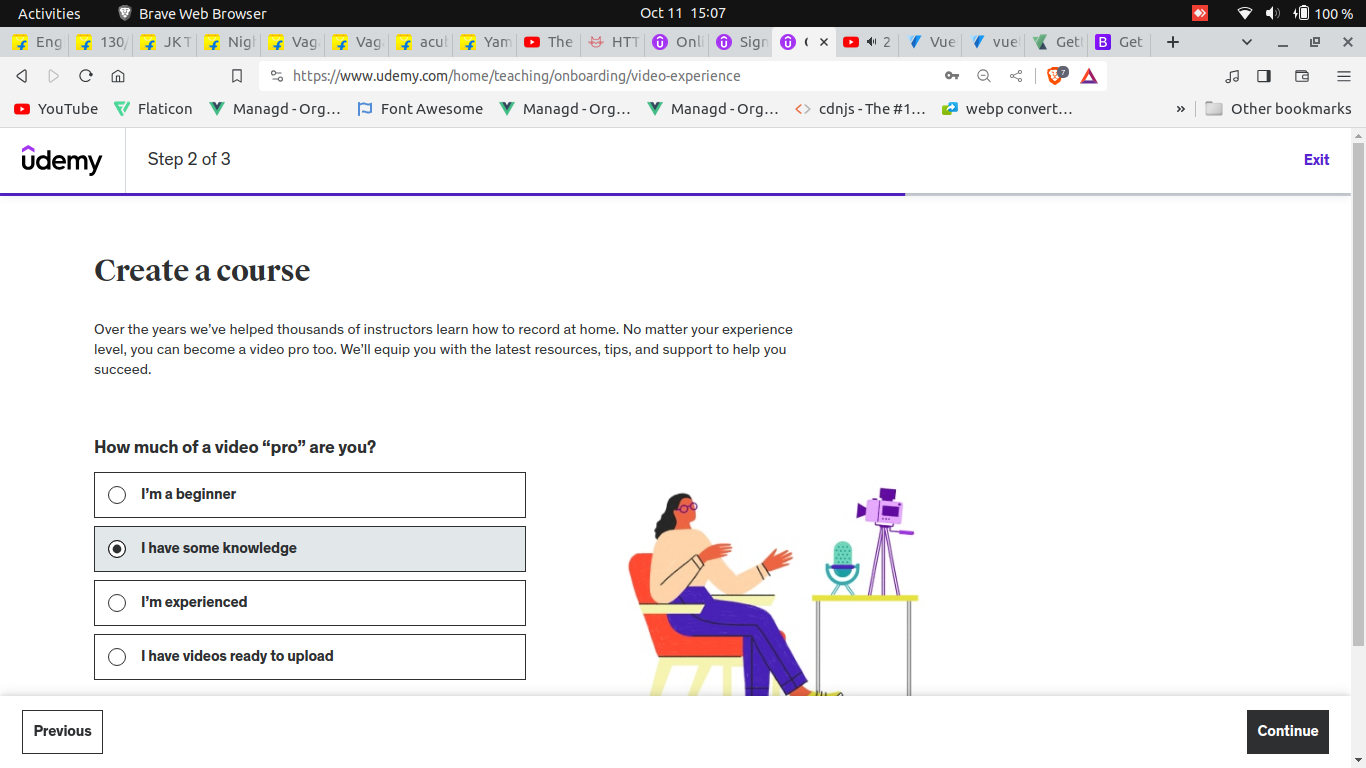 Activities Brave Web Browser Oct 11 15:07 100 %
Eng 130/ JK T Nigh Vaga Vag acul Yam The HTT Onli Sign 2 Vue vue Get Get
https://www.udemy.com/home/teaching/onboarding/video-experience 7
YouTube Flaticon Managd - Org... Font Awesome Managd - Org... Managd - Org... cdnjs - The #1... webp convert... » Other bookmarks
udemy Step 2 of 3 Exit
Create a course
Over the years we've helped thousands of instructors learn how to record at home. No matter your experience
level, you can become a video pro too. We'll equip you with the latest resources, tips, and support to help you
succeed.
How much of a video “pro” are you?
I'm a beginner
I have some knowledge
I'm experienced
I have videos ready to upload
Previous Continue